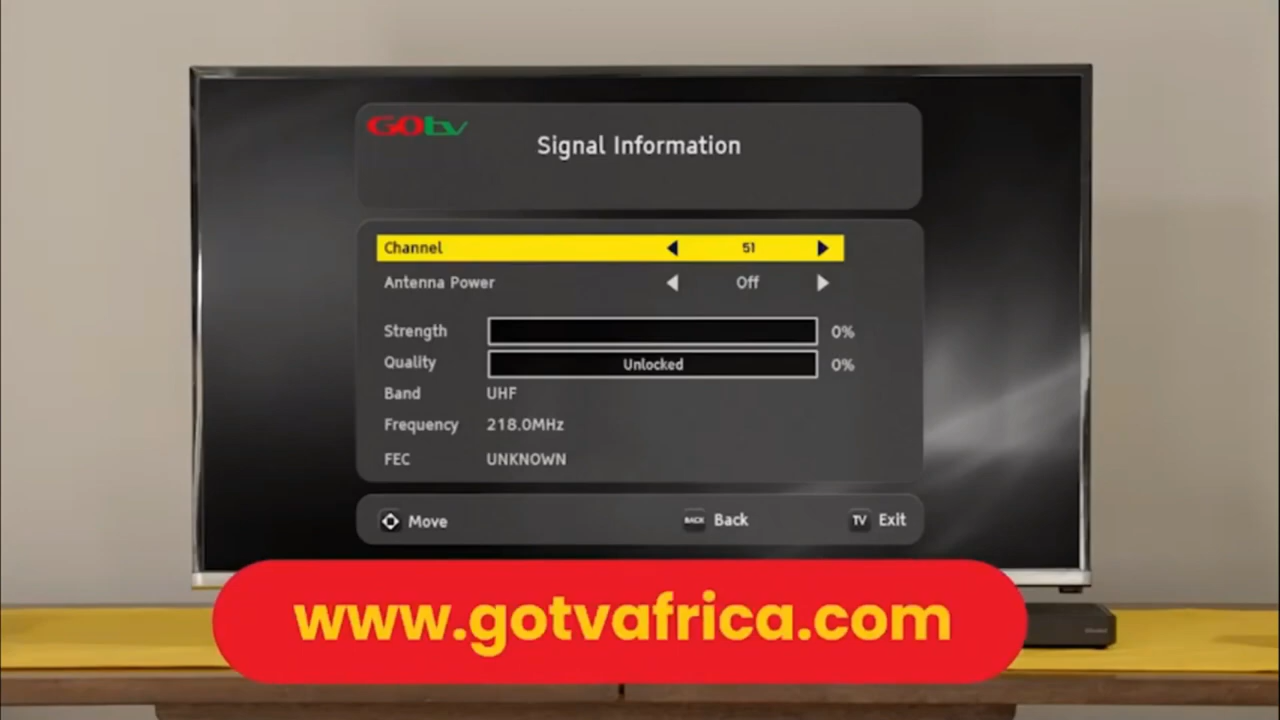 GOtv
Signal Information
Channel 51
Antenna Power Off
Strength 0%
Quality Unlocked 0%
Band UHF
Frequency 218.0MHz
FEC UNKNOWN
Move BACK Back TV Exit
www.gotvafrica.com